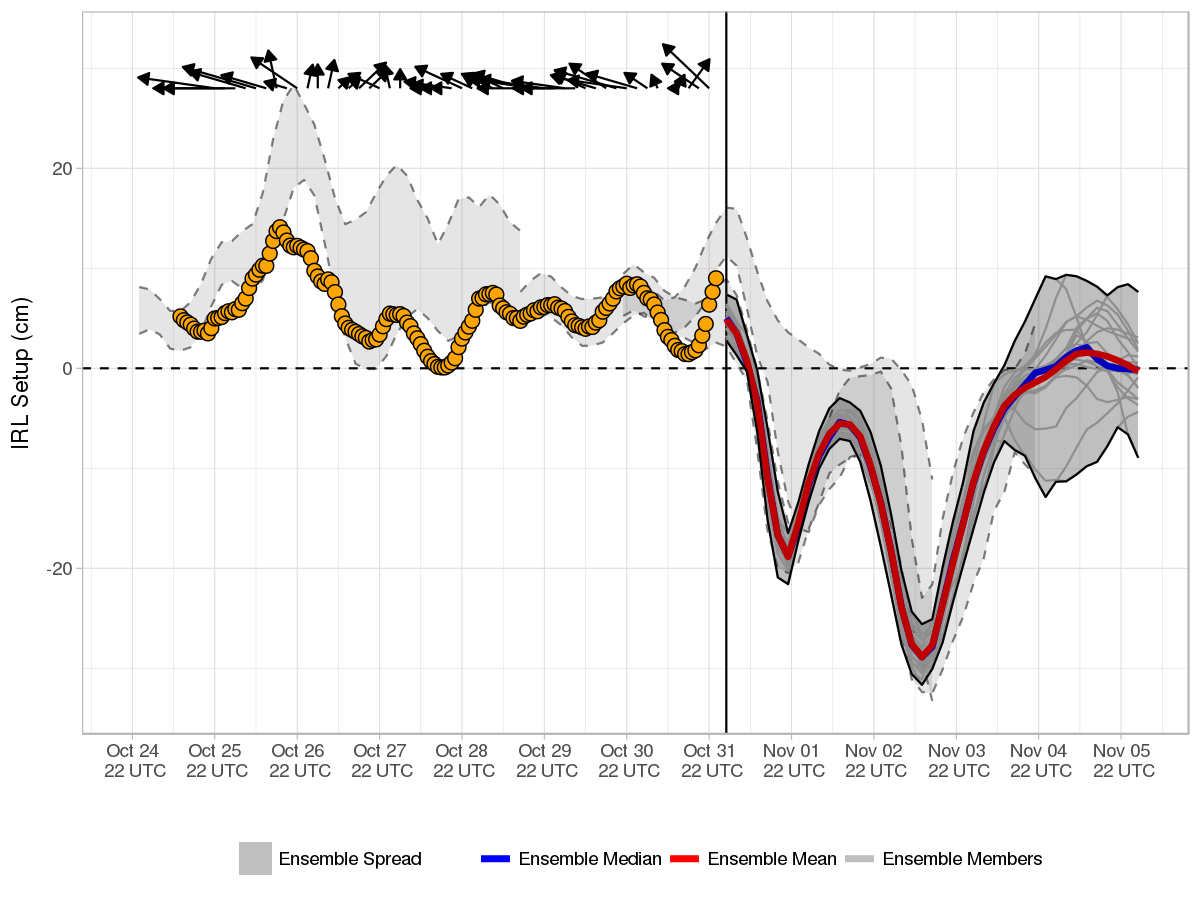 IRL Setup (cm)
20
0
-20
Oct 24 Oct 25 Oct 26 Oct 27 Oct 28 Oct 29 Oct 30 Oct 31 Nov 01 Nov 02 Nov 03 Nov 04 Nov 05
22 UTC 22 UTC 22 UTC 22 UTC 22 UTC 22 UTC 22 UTC 22 UTC 22 UTC 22 UTC 22 UTC 22 UTC 22 UTC
Ensemble Spread Ensemble Median Ensemble Mean Ensemble Members